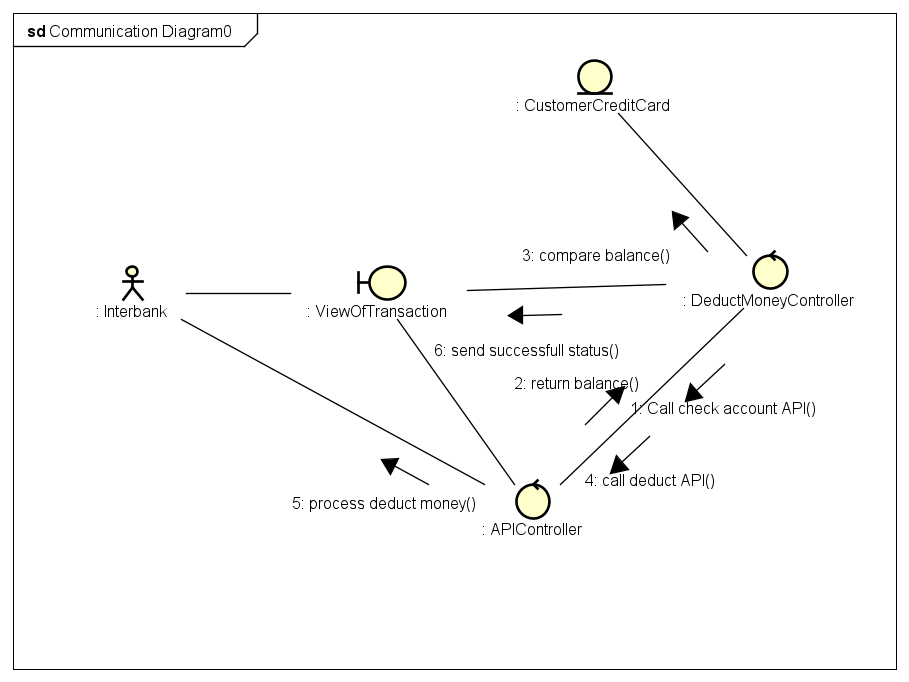 sd Communication Diagram0
: CustomerCreditCard
3: compare balance()
: DeductMoneyController
: Interbank
: ViewOfTransaction
6: send successfull status()
2: return balance()
1: Call check account API()
4: call deduct API()
5: process deduct money()
: APIController